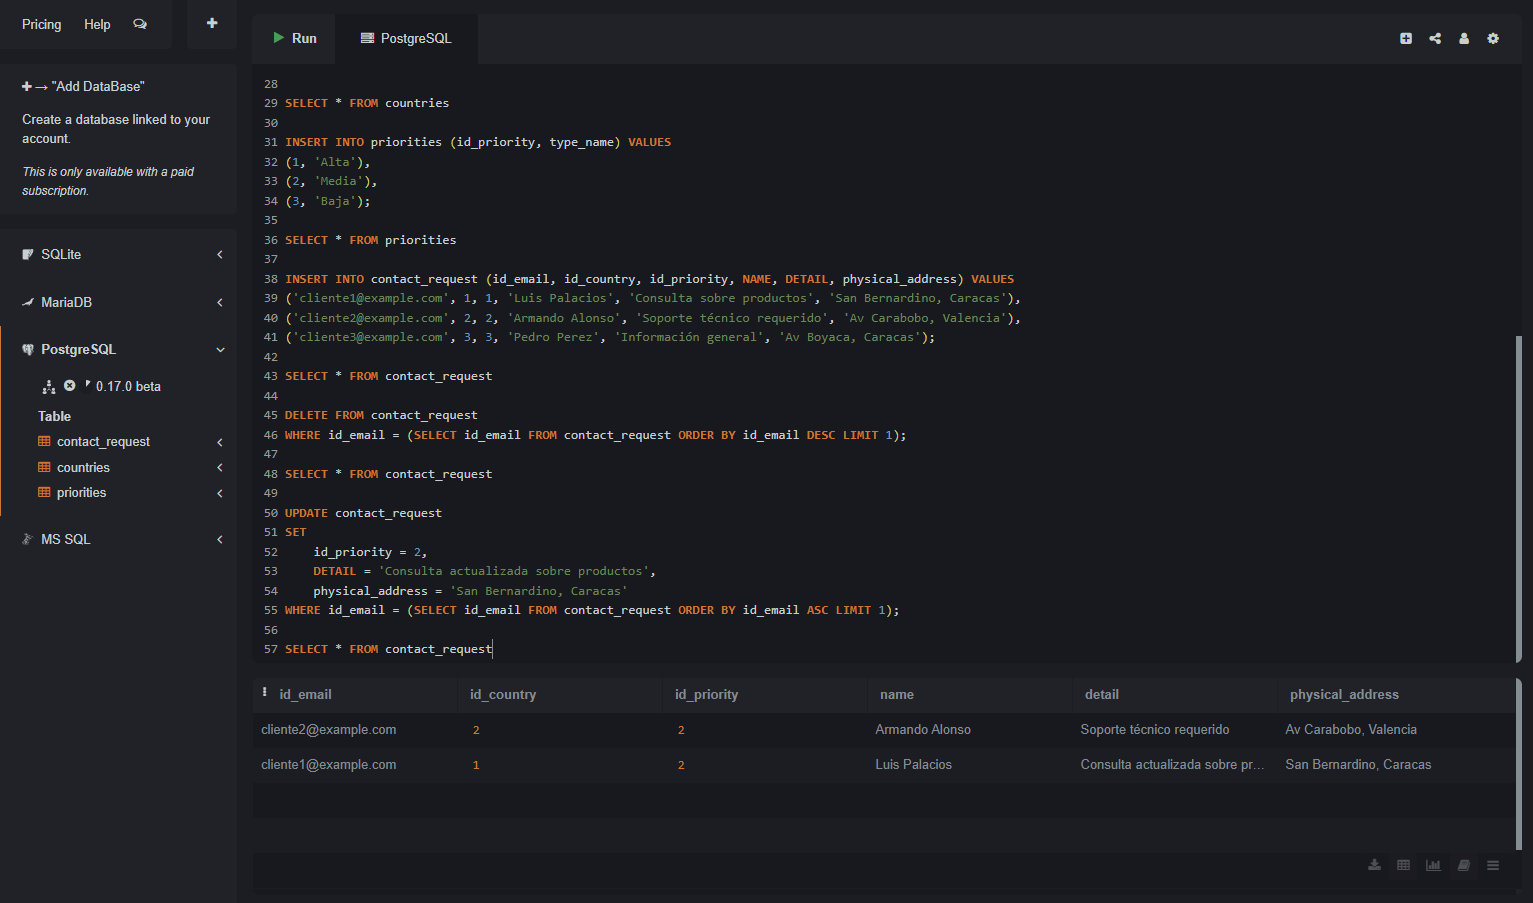 Pricing Help
Run
PostgreSQL
"Add DataBase"
Create a database linked to your
account.
This is only available with a paid
subscription.
SQLite
MariaDB
PostgreSQL
0.17.0 beta
Table
contact_request
countries
priorities
MS SQL
28
29 SELECT * FROM countries
30
31 INSERT INTO priorities (id_priority, type_name) VALUES
32 (1, 'Alta'),
33 (2, 'Media'),
34 (3, 'Baja');
35
36 SELECT * FROM priorities
37
38 INSERT INTO contact_request (id_email, id_country, id_priority, NAME, DETAIL, physical_address) VALUES
39 ('cliente1@example.com', 1, 1, 'Luis Palacios', 'Consulta sobre productos', 'San Bernardino, Caracas'),
40 ('cliente2@example.com', 2, 2, 'Armando Alonso', 'Soporte técnico requerido', 'Av Carabobo, Valencia'),
41 ('cliente3@example.com', 3, 3, 'Pedro Perez', 'Información general', 'Av Boyaca, Caracas');
42
43 SELECT * FROM contact_request
44
45 DELETE FROM contact_request
46 WHERE id_email = (SELECT id_email FROM contact_request ORDER BY id_email DESC LIMIT 1);
47
48 SELECT * FROM contact_request
49
50 UPDATE contact_request
51 SET
52 id_priority = 2,
53 DETAIL = 'Consulta actualizada sobre productos',
54 physical_address = 'San Bernardino, Caracas'
55 WHERE id_email = (SELECT id_email FROM contact_request ORDER BY id_email ASC LIMIT 1);
56
57 SELECT * FROM contact_request
id_email id_country id_priority name detail physical_address
cliente2@example.com 2 2 Armando Alonso Soporte técnico requerido Av Carabobo, Valencia
cliente1@example.com 1 2 Luis Palacios Consulta actualizada sobre pr... San Bernardino, Caracas